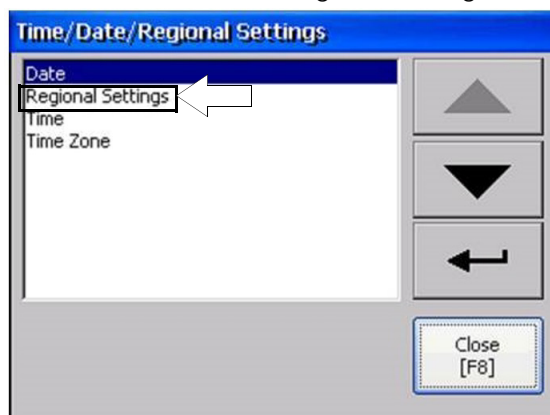 Time/Date/Regional Settings
Date
Regional Settings
Time
Time Zone
Close
[F8]